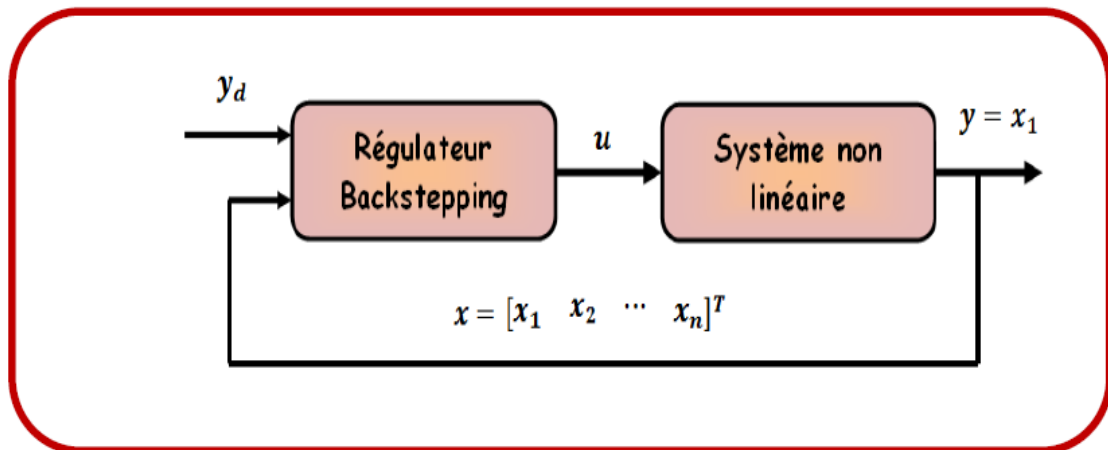 y_d
Régulateur
Backstepping
u
Système non
linéaire
y = x_1
x = [x_1 x_2 ⋯ x_n]^T